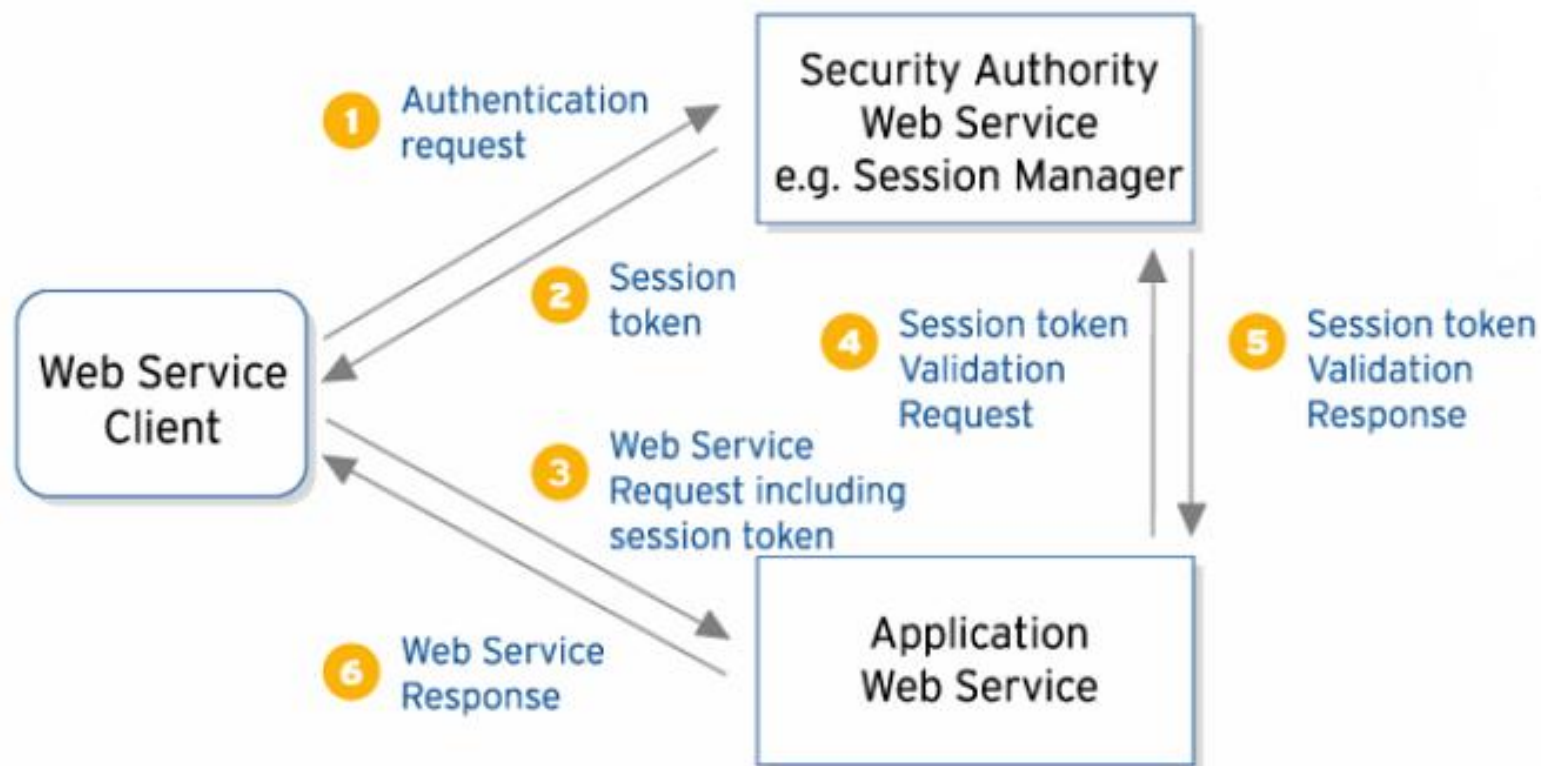 1
Authentication
request
Security Authority
Web Service
e.g. Session Manager
2
Session
token
Web Service
Client
3
Web Service
Request including
session token
4
Session token
Validation
Request
5
Session token
Validation
Response
6
Web Service
Response
Application
Web Service